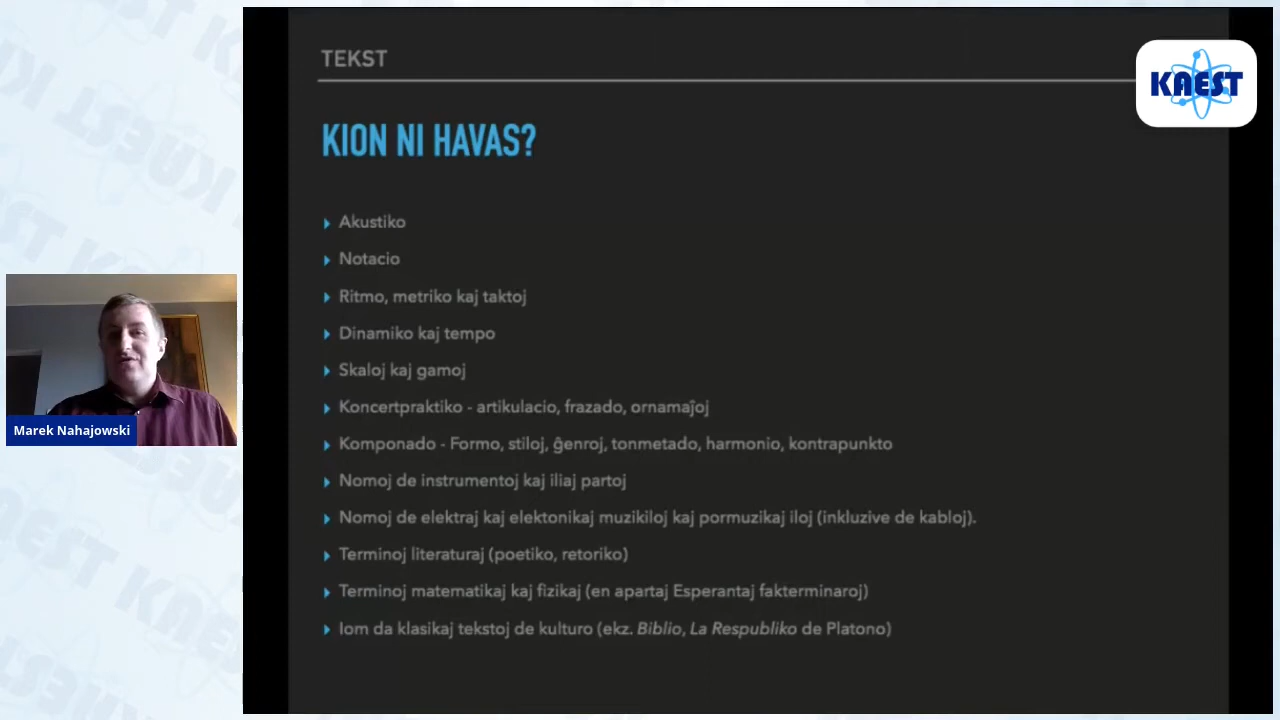 TEKST
KAEST
KION NI HAVAS?
Akustiko
Notacio
Ritmo, metriko kaj taktoj
Dinamiko kaj tempo
Skaloj kaj gamoj
Koncertpraktiko - artikulacio, frazado, ornamaĵoj
Komponado - Formo, stiloj, ĝenroj, tonmetado, harmonio, kontrapunkto
Nomoj de instrumentoj kaj iliaj partoj
Nomoj de elektraj kaj elektonikaj muzikiloj kaj pormuzikaj iloj (inkluzive de kabloj).
Terminoj literaturaj (poetiko, retoriko)
Terminoj matematikaj kaj fizikaj (en apartaj Esperantaj fakterminaroj)
Iom da klasikaj tekstoj de kulturo (ekz. Biblio, La Respubliko de Platono)
Marek Nahajowski